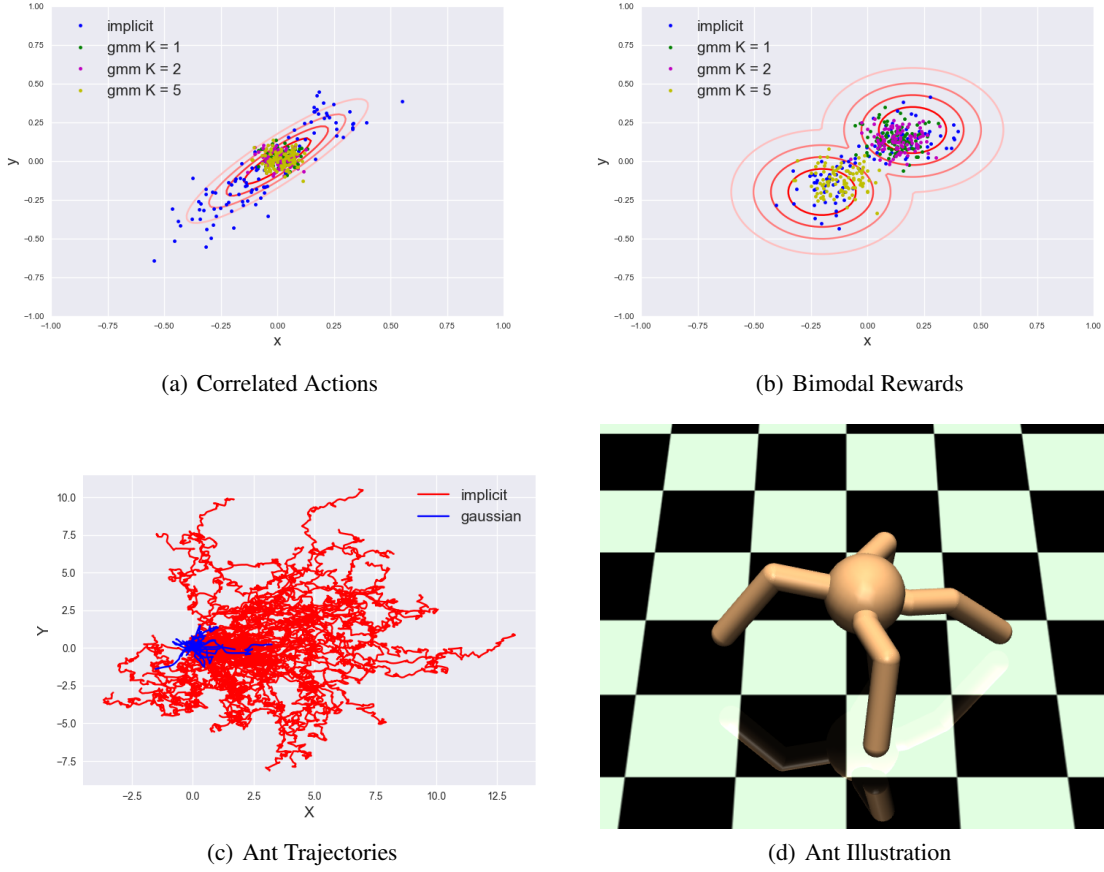 implicit
gmm K = 1
gmm K = 2
gmm K = 5
1.00
0.75
0.50
0.25
0.00
−0.25
−0.50
−0.75
−1.00
y
−1.00 −0.75 −0.50 −0.25 0.00 0.25 0.50 0.75 1.00
x
(a) Correlated Actions
implicit
gmm K = 1
gmm K = 2
gmm K = 5
1.00
0.75
0.50
0.25
0.00
−0.25
−0.50
−0.75
−1.00
y
−1.00 −0.75 −0.50 −0.25 0.00 0.25 0.50 0.75 1.00
x
(b) Bimodal Rewards
implicit
gaussian
10.0
7.5
5.0
2.5
0.0
−2.5
−5.0
−7.5
Y
−2.5 0.0 2.5 5.0 7.5 10.0 12.5
X
(c) Ant Trajectories
(d) Ant Illustration